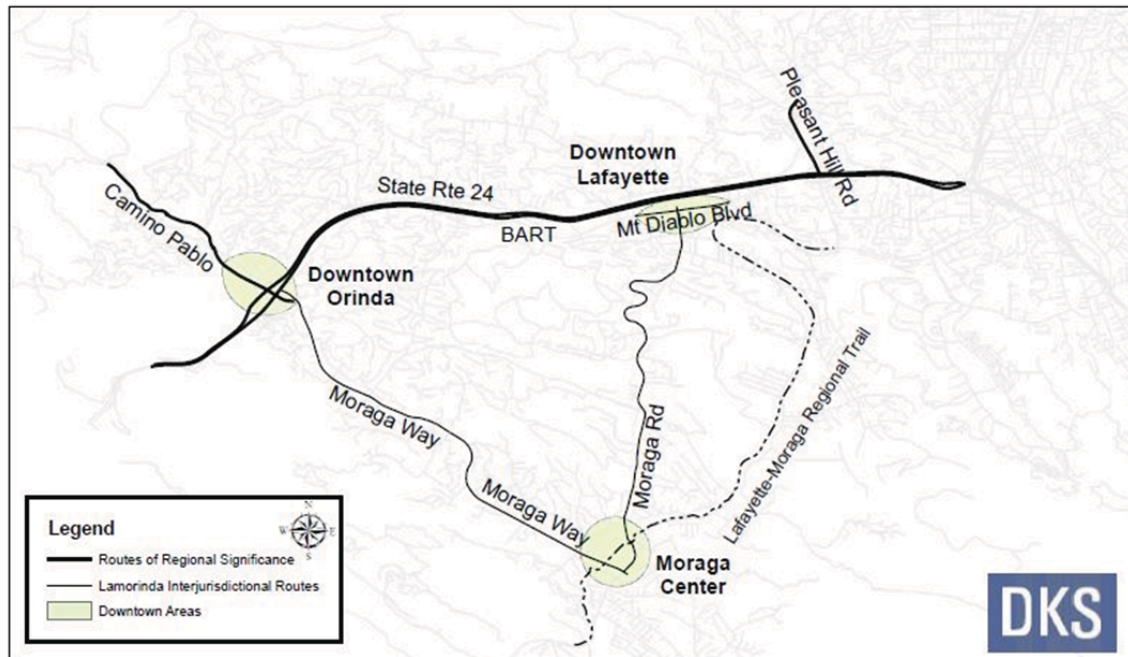 Pleasant Hill Rd
Downtown
Lafayette
State Rte 24
Camino Pablo
Mt Diablo Blvd
BART
Downtown
Orinda
Lafayette-Moraga Regional Trail
Moraga Way
Moraga Rd
Moraga Way
Moraga
Center
N
W E
S
Legend
Routes of Regional Significance
Lamorinda Interjurisdictional Routes
Downtown Areas
DKS